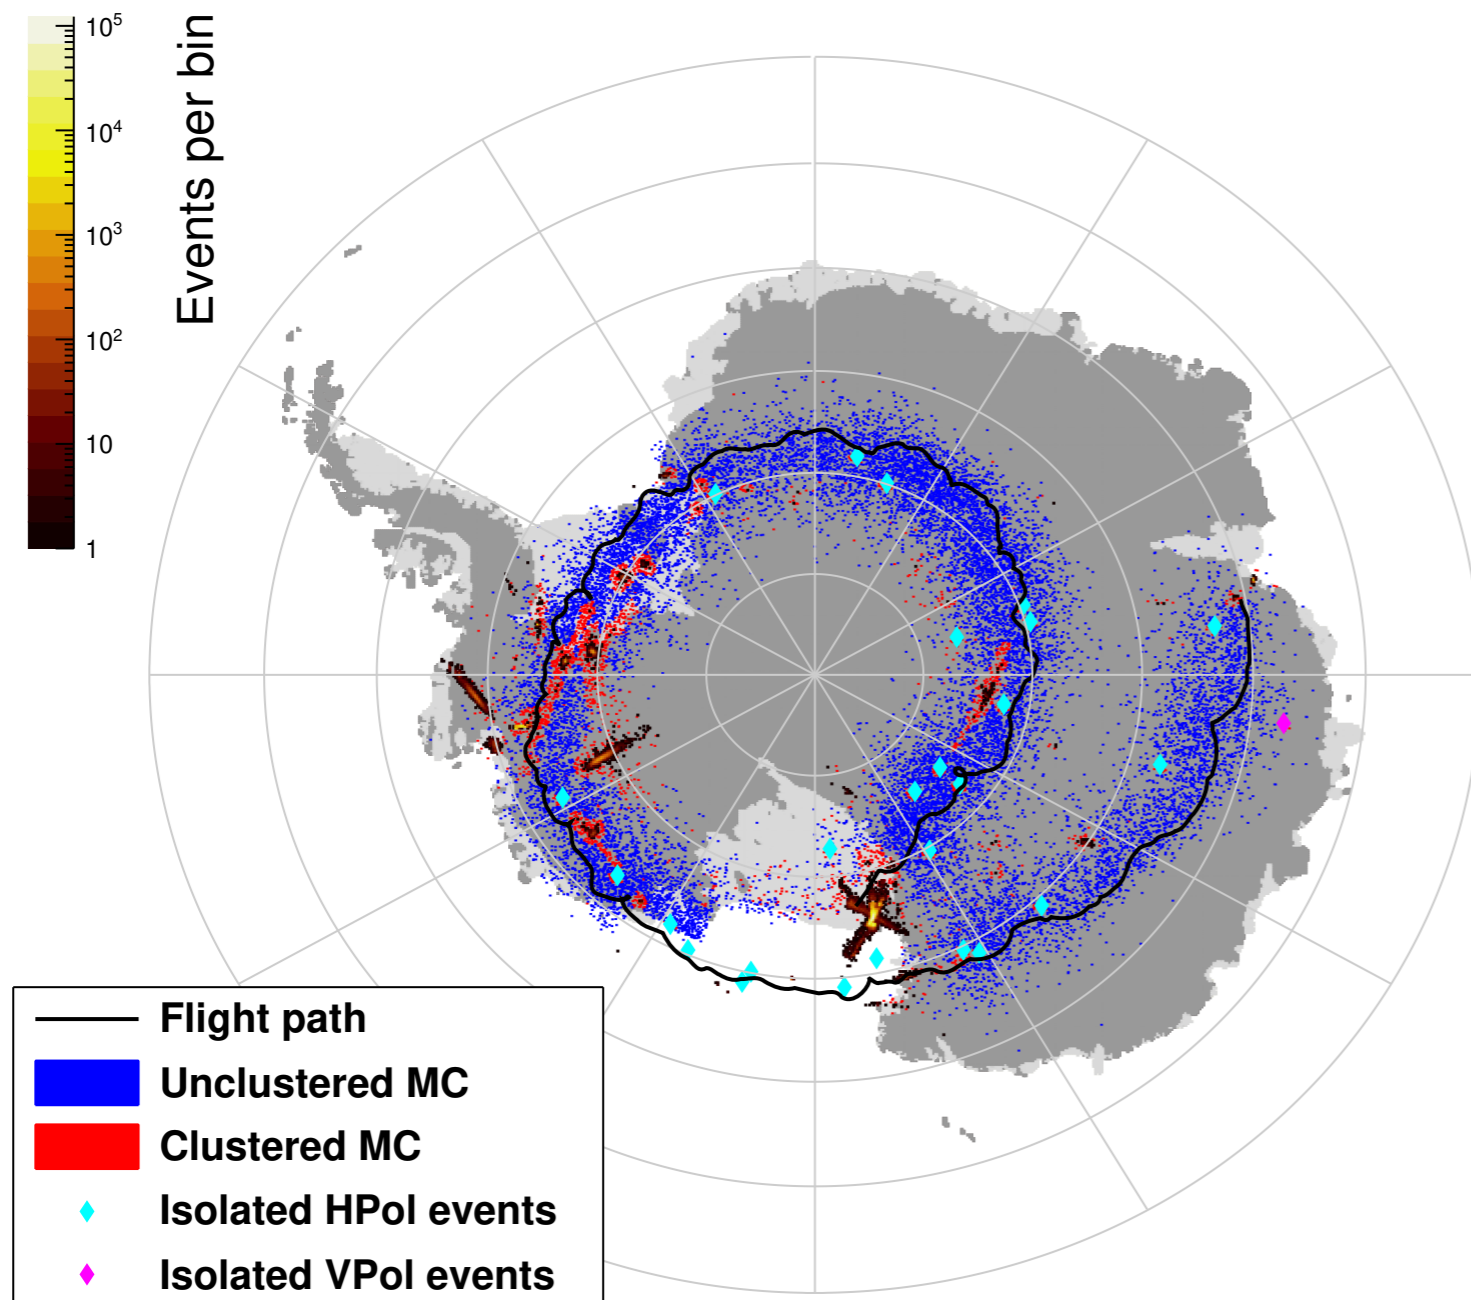 10^5
10^4
10^3
10^2
10
1
Events per bin
Flight path
Unclustered MC
Clustered MC
Isolated HPol events
Isolated VPol events